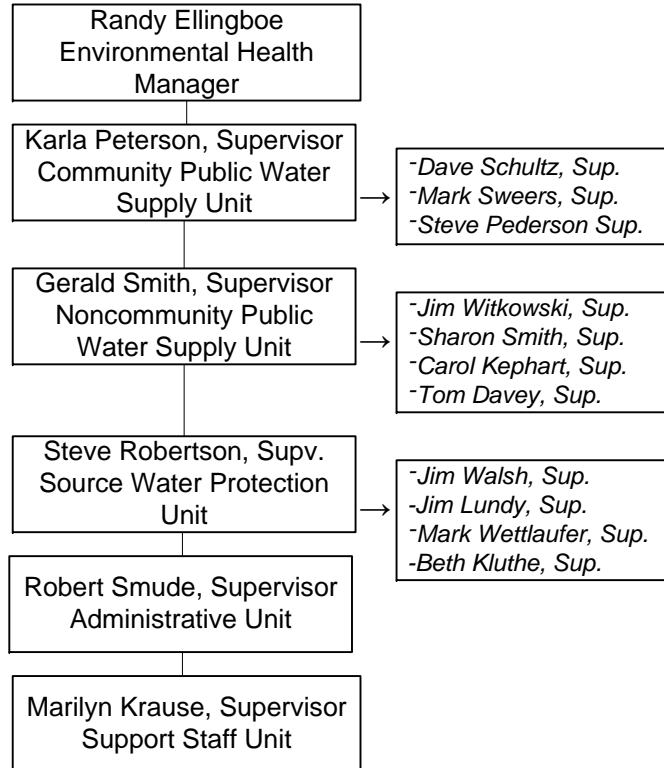 Randy Ellingboe
Environmental Health
Manager
Karla Peterson, Supervisor
Community Public Water
Supply Unit
-Dave Schultz, Sup.
-Mark Sweers, Sup.
-Steve Pederson Sup.
Gerald Smith, Supervisor
Noncommunity Public
Water Supply Unit
-Jim Witkowski, Sup.
-Sharon Smith, Sup.
-Carol Kephart, Sup.
-Tom Davey, Sup.
Steve Robertson, Supv.
Source Water Protection
Unit
-Jim Walsh, Sup.
-Jim Lundy, Sup.
-Mark Wettlaufer, Sup.
-Beth Kluthe, Sup.
Robert Smude, Supervisor
Administrative Unit
Marilyn Krause, Supervisor
Support Staff Unit